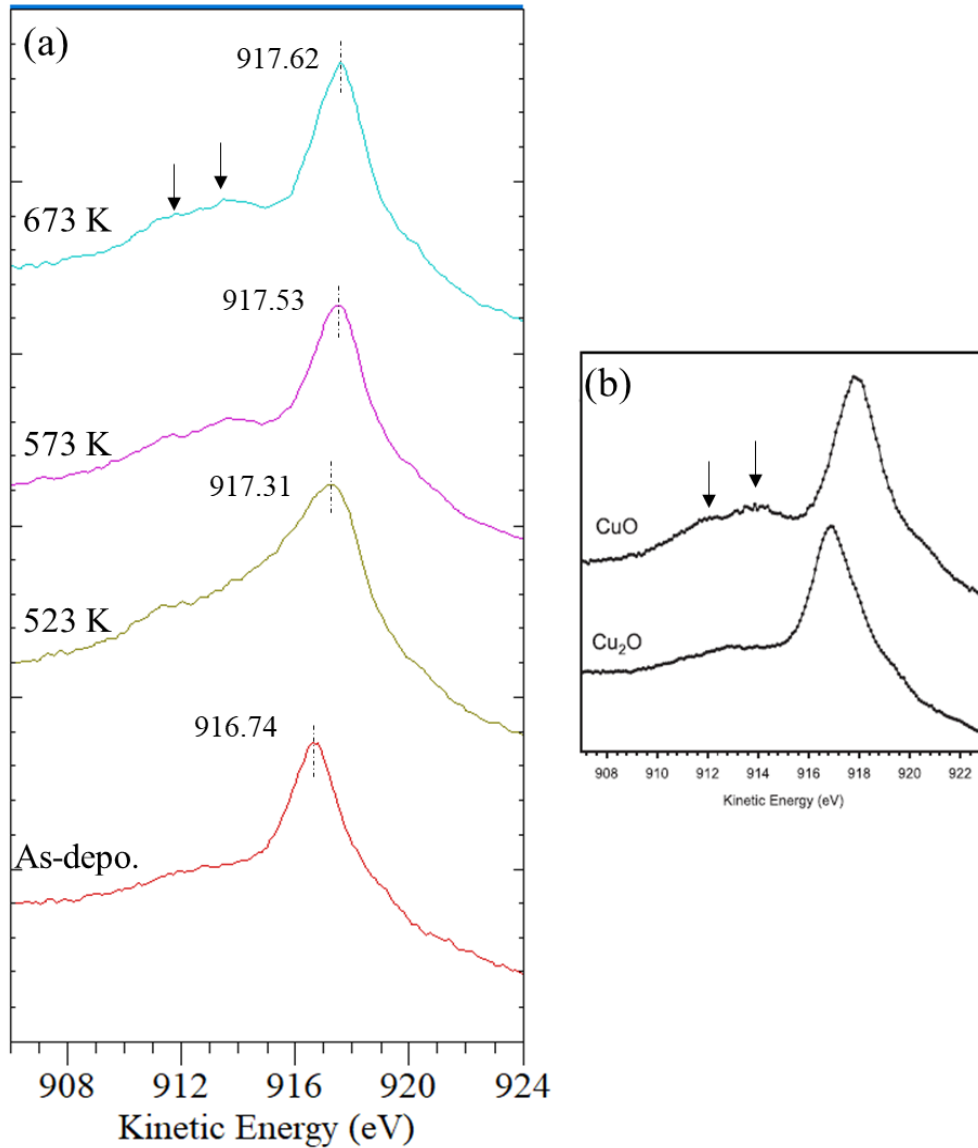 (a)
917.62
673 K
917.53
573 K
917.31
523 K
916.74
As-depo.
908 912 916 920 924
Kinetic Energy (eV)
(b)
CuO
Cu₂O
908 910 912 914 916 918 920 922
Kinetic Energy (eV)